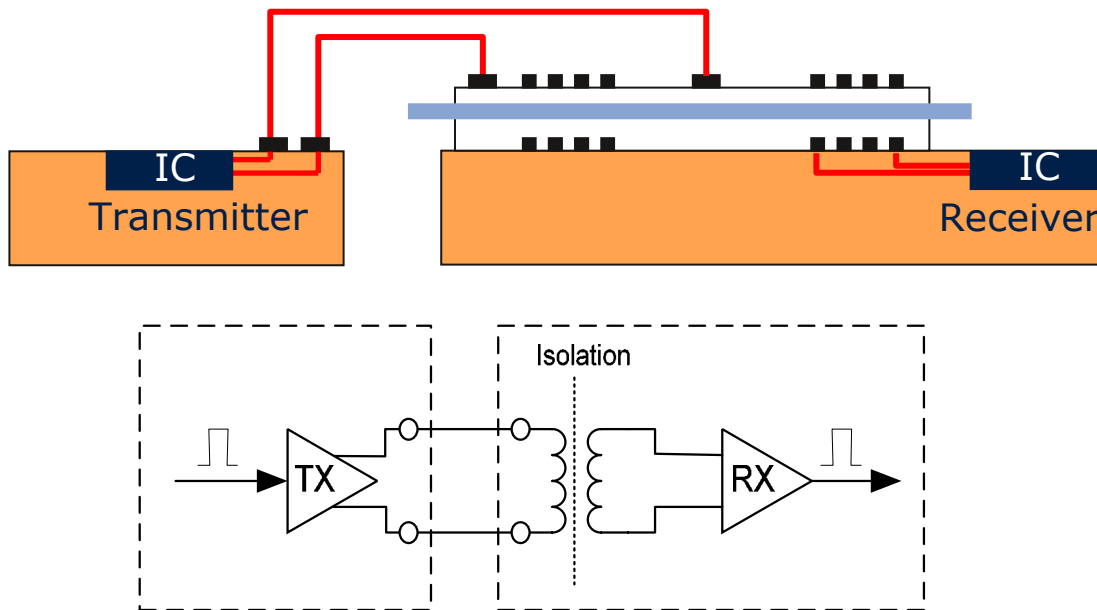 IC
Transmitter
IC
Receiver
Isolation
TX
RX